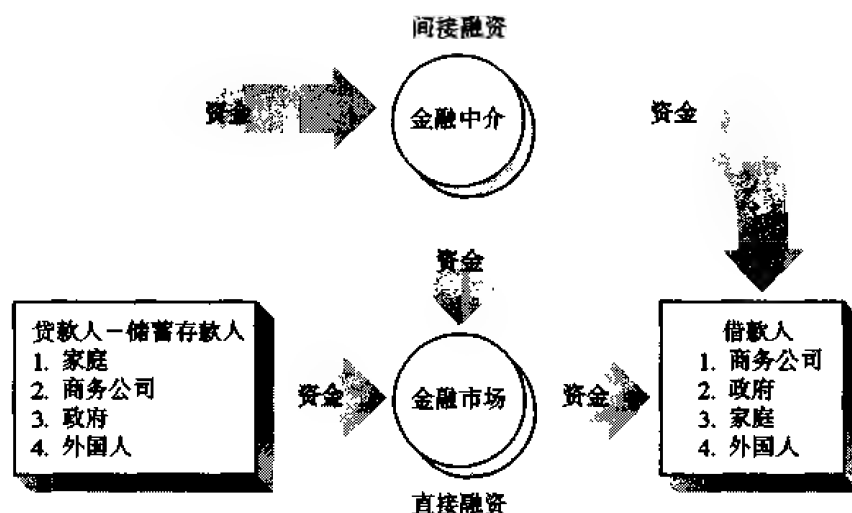 间接融资
资金
金融中介
资金
资金
贷款人－储蓄存款人
1. 家庭
2. 商务公司
3. 政府
4. 外国人
资金
金融市场
资金
借款人
1. 商务公司
2. 政府
3. 家庭
4. 外国人
直接融资